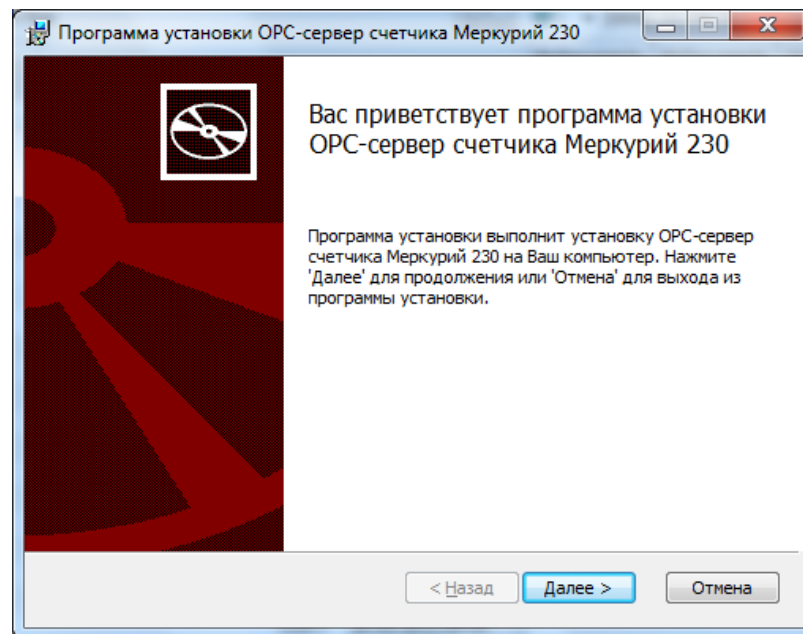 Программа установки OPC-сервер счетчика Меркурий 230
Вас приветствует программа установки
OPC-сервер счетчика Меркурий 230
Программа установки выполнит установку OPC-сервер
счетчика Меркурий 230 на Ваш компьютер. Нажмите
'Далее' для продолжения или 'Отмена' для выхода из
программы установки.
< Назад
Далее >
Отмена